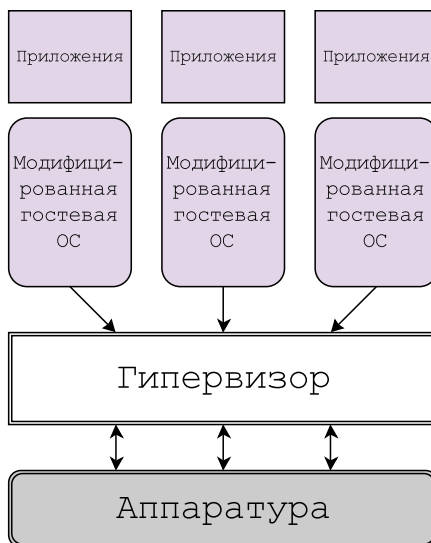 Приложения
Приложения
Приложения
Модифици-
рованная
гостевая
ОС
Модифици-
рованная
гостевая
ОС
Модифици-
рованная
гостевая
ОС
Гипервизор
Аппаратура